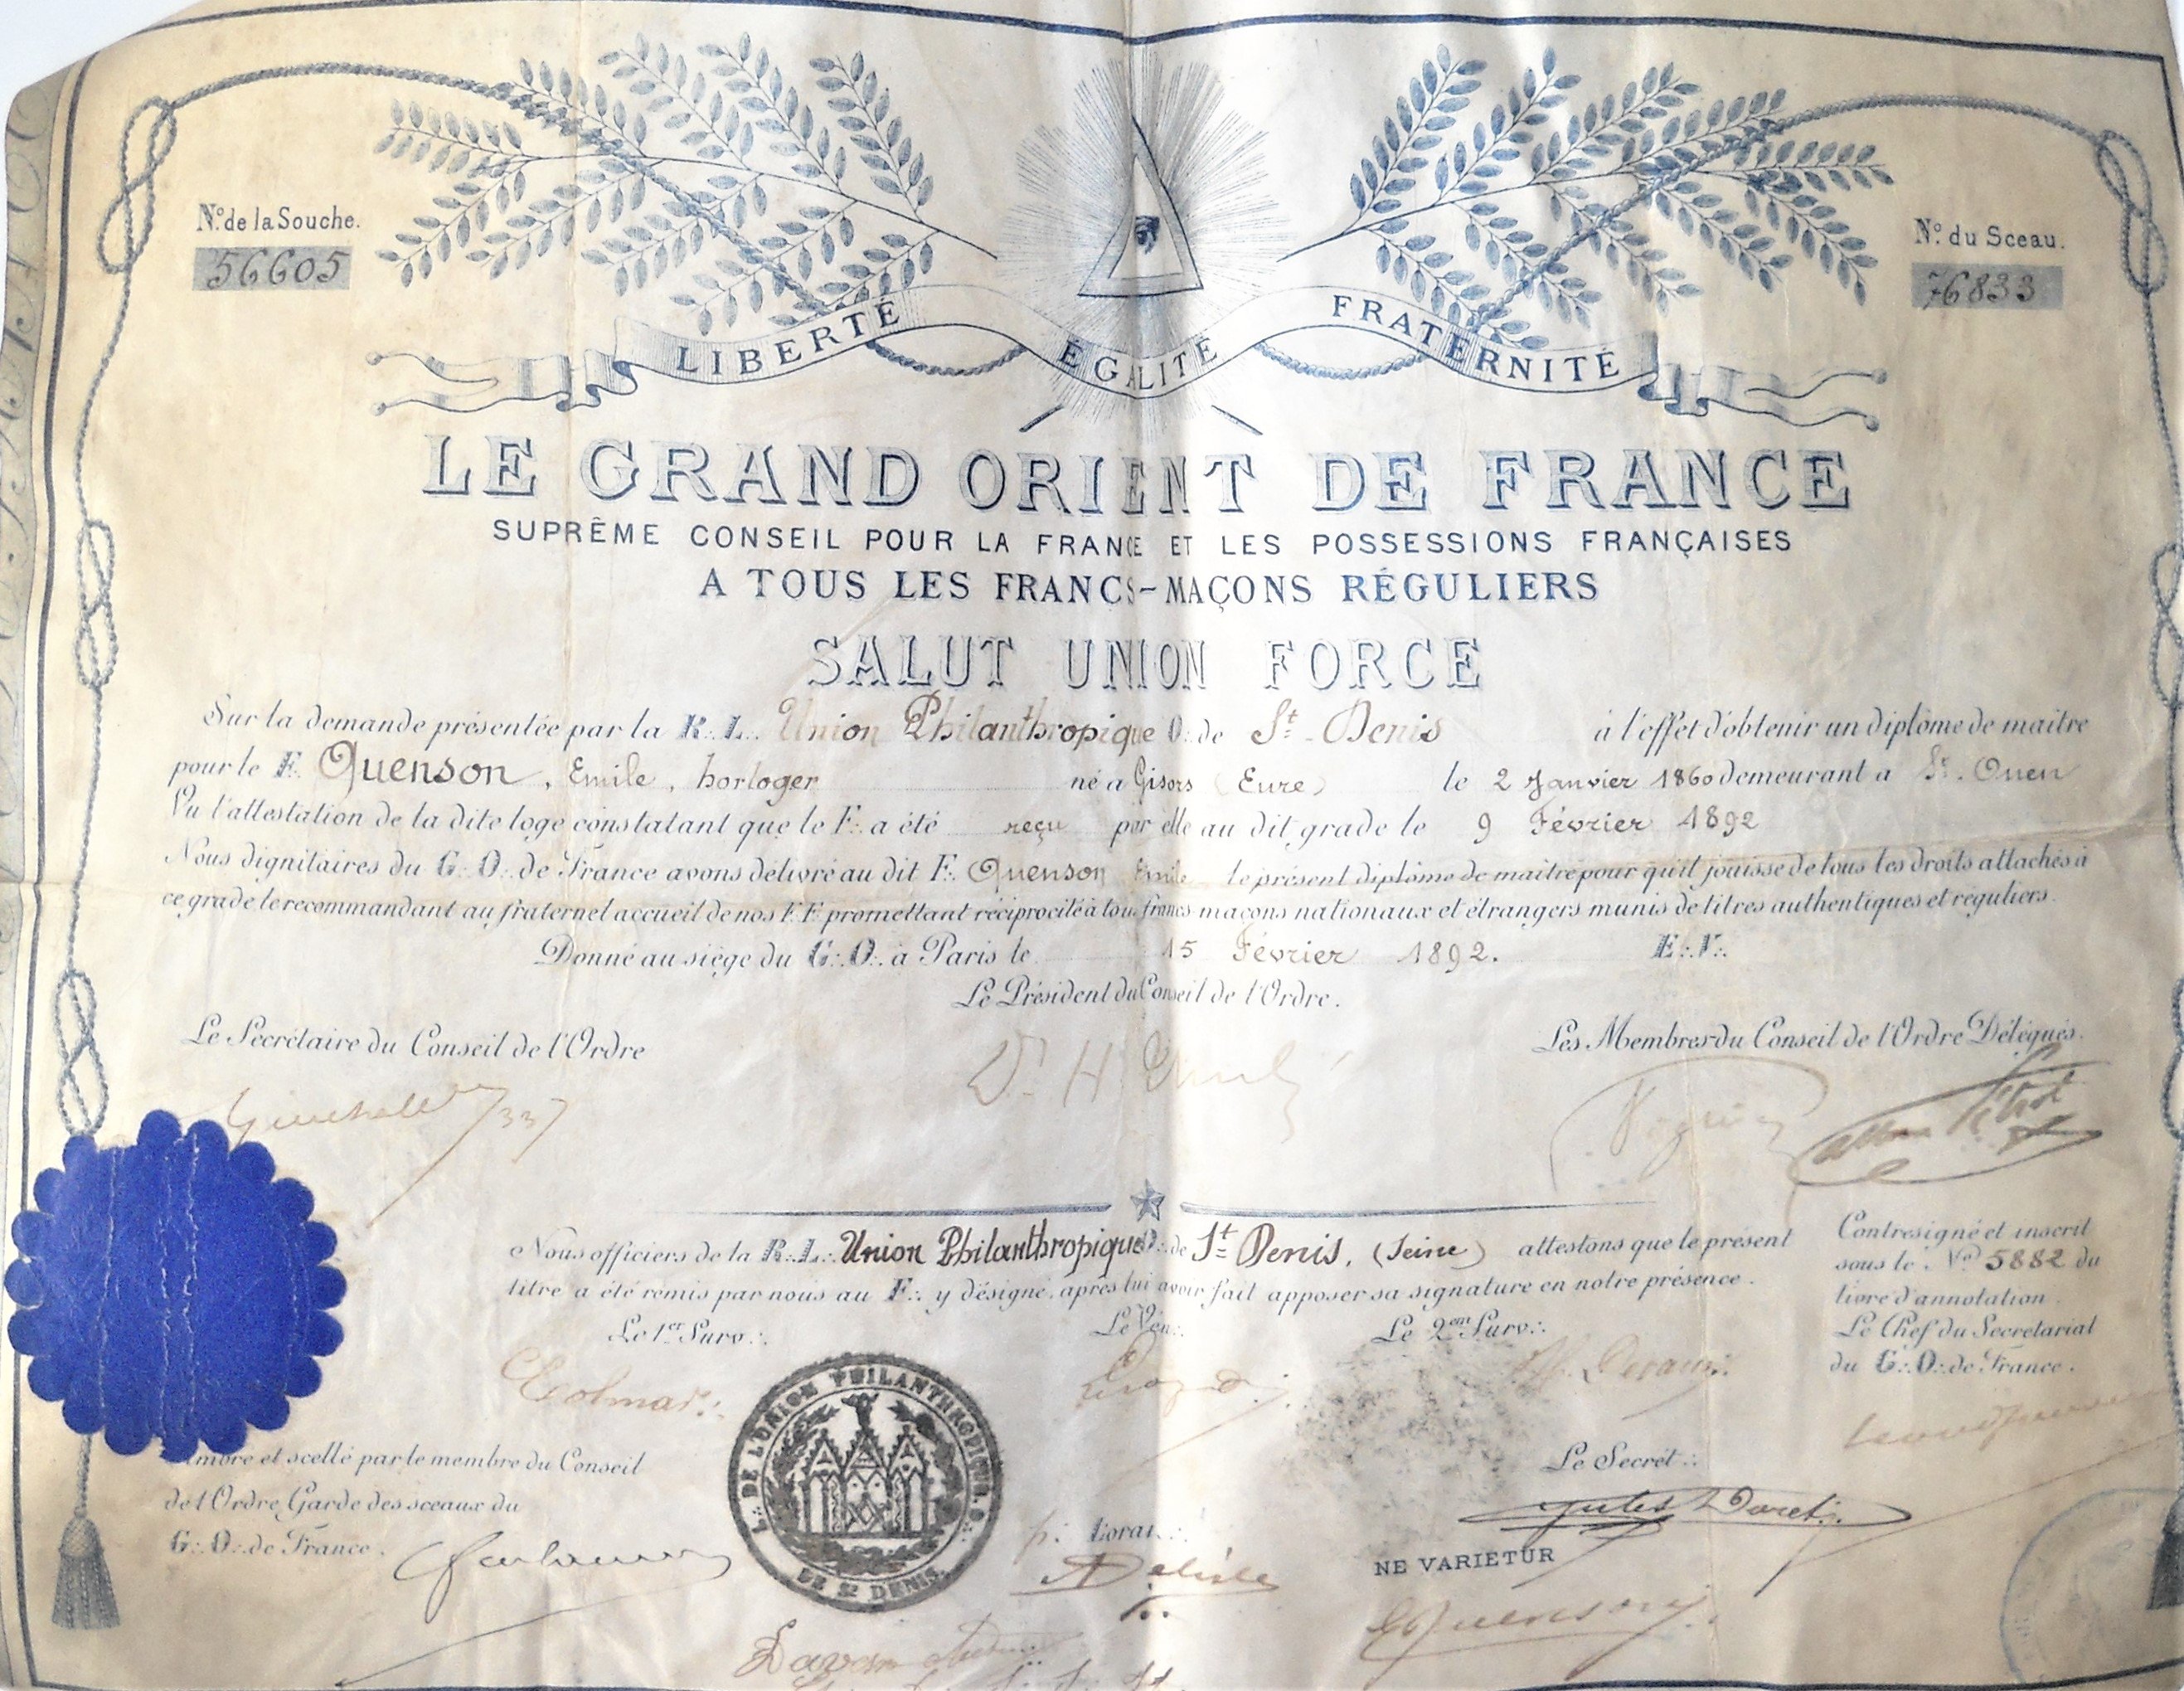 Nº. de la Souche.
56605
Nº. du Sceau.
76833
LIBERTÉ ÉGALITÉ FRATERNITÉ
LE GRAND ORIENT DE FRANCE
SUPRÊME CONSEIL POUR LA FRANCE ET LES POSSESSIONS FRANÇAISES
A TOUS LES FRANCS-MAÇONS RÉGULIERS
SALUT UNION FORCE
Sur la demande présentée par la R∴ L∴ Union Philanthropique O∴ de St. Denis à l'effet d'obtenir un diplôme de maitre
pour le F∴ Quenson, Emile, horloger né a Gisors (Eure) le 2 Janvier 1860 demeurant a St. Ouen
Vu l'attestation de la dite loge constatant que le F∴ a été reçu par elle au dit grade le 9 Février 1892
Nous dignitaires du G∴ O∴ de France avons délivré au dit F∴ Quenson Emile le présent diplôme de maitre pour qu'il jouisse de tous les droits attachés à
ce grade le recommandant au fraternel accueil de nos F.F. promettant réciprocité à tous francs-maçons nationaux et étrangers munis de titres authentiques et réguliers.
Donné au siège du G∴ O∴ à Paris le 15 Février 1892. E∴ V∴
Le Président du Conseil de l'Ordre.
Le Secrétaire du Conseil de l'Ordre
Les Membres du Conseil de l'Ordre Délégués.
Nous officiers de la R∴ L∴ Union Philanthropique O∴ de St. Denis. (Seine) attestons que le présent
titre a été remis par nous au F∴ y désigné, après lui avoir fait apposer sa signature en notre présence.
Contresigné et inscrit
sous le No 5882 du
livre d'annotation.
Le Chef du Secrétariat
du G∴ O∴ de France.
Le 1er Surv∴
Le Vén∴
Le 2em Surv∴
Colmar∴
L∴ DE L'UNION PHILANTHROPIQUE O∴
DE St DENIS
et scellé par le membre du Conseil
de l'Ordre, Garde des sceaux du
G∴ O∴ de France.
p. l'orat∴
A Delisle
Le Secrét∴
Jules Doret
NE VARIETUR
E Quenson